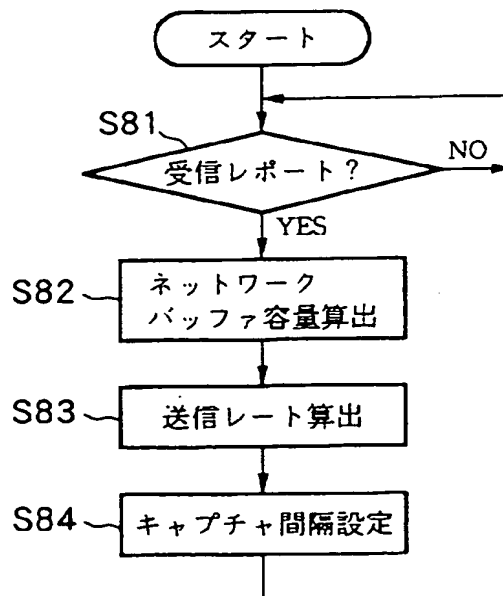 スタート
S81
受信レポート?
NO
YES
S82
ネットワーク
バッファ容量算出
S83
送信レート算出
S84
キャプチャ間隔設定